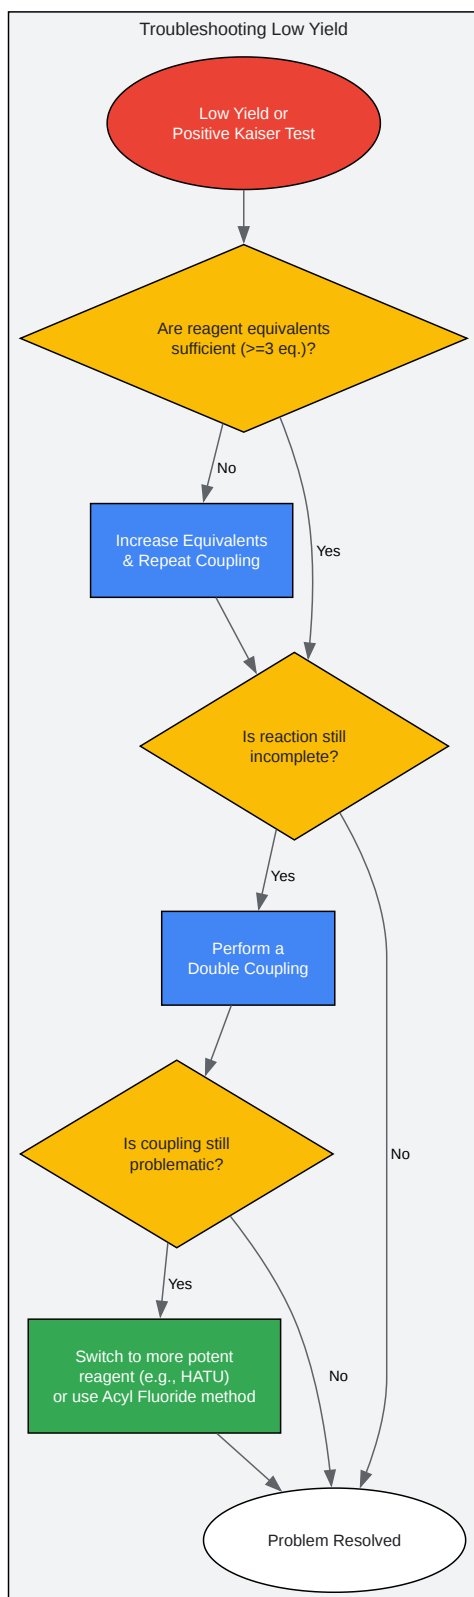 Troubleshooting Low Yield
Low Yield or
Positive Kaiser Test
Are reagent equivalents
sufficient (>=3 eq.)?
No
Increase Equivalents
& Repeat Coupling
Yes
Is reaction still
incomplete?
Yes
Perform a
Double Coupling
Is coupling still
problematic?
No
Yes
Switch to more potent
reagent (e.g., HATU)
or use Acyl Fluoride method
No
Problem Resolved